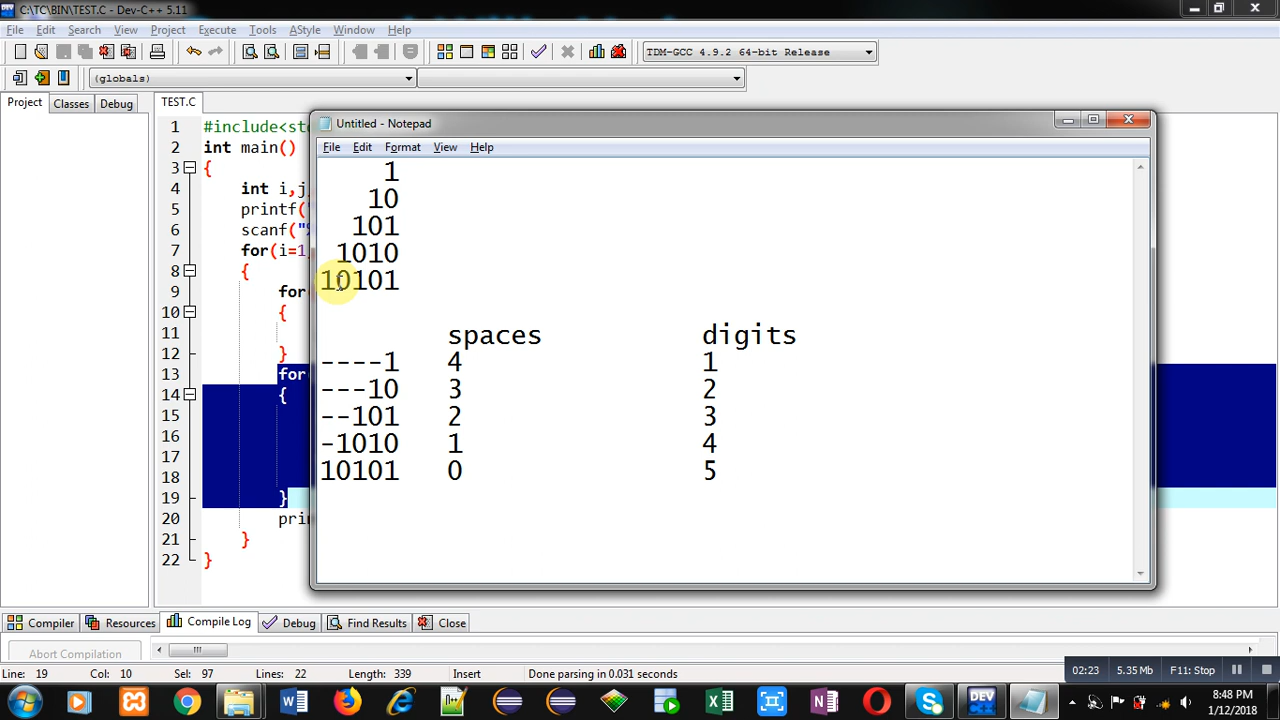 C:\TC\BIN\TEST.C - Dev-C++ 5.11
File Edit Search View Project Execute Tools AStyle Window Help
TDM-GCC 4.9.2 64-bit Release
(globals)
Project Classes Debug TEST.C
Untitled - Notepad
File Edit Format View Help
1 #include<st
2 int main()
3 {
4 int i,j
5 printf("
6 scanf("%
7 for(i=1
8 {
9 for
10 {
11
12 }
13 for
14 {
15
16
17
18
19 }
20 pri
21 }
22 }
1
10
101
1010
10101
spaces digits
----1 4 1
---10 3 2
--101 2 3
-1010 1 4
10101 0 5
Compiler Resources Compile Log Debug Find Results Close
Abort Compilation
Line: 19 Col: 10 Sel: 97 Lines: 22 Length: 339 Insert Done parsing in 0.031 seconds
02:23 5.35 Mb F11: Stop
8:48 PM
1/12/2018